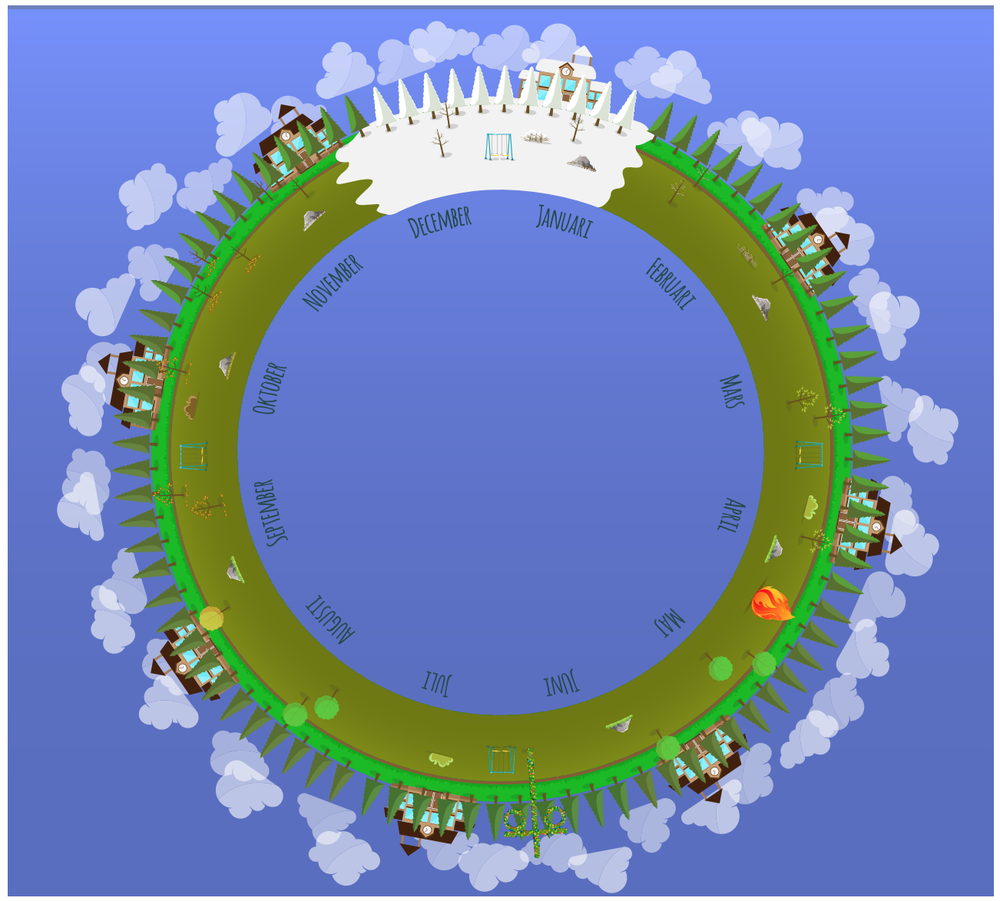 Januari
Februari
Mars
April
Maj
Juni
Juli
Augusti
September
Oktober
November
December